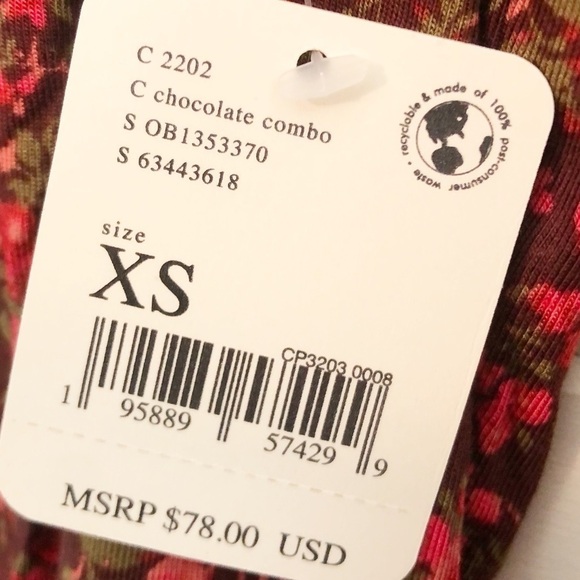 C 2202
C chocolate combo
S OB1353370
S 63443618
recyclable & made of 100% post-consumer waste •
size
XS
CP3203 0008
1 95889 57429 9
MSRP $78.00 USD